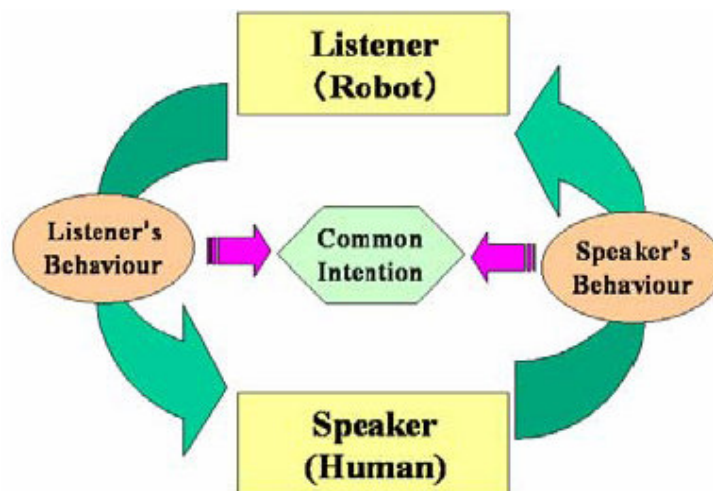 Listener
(Robot)
Listener's
Behaviour
Common
Intention
Speaker's
Behaviour
Speaker
(Human)